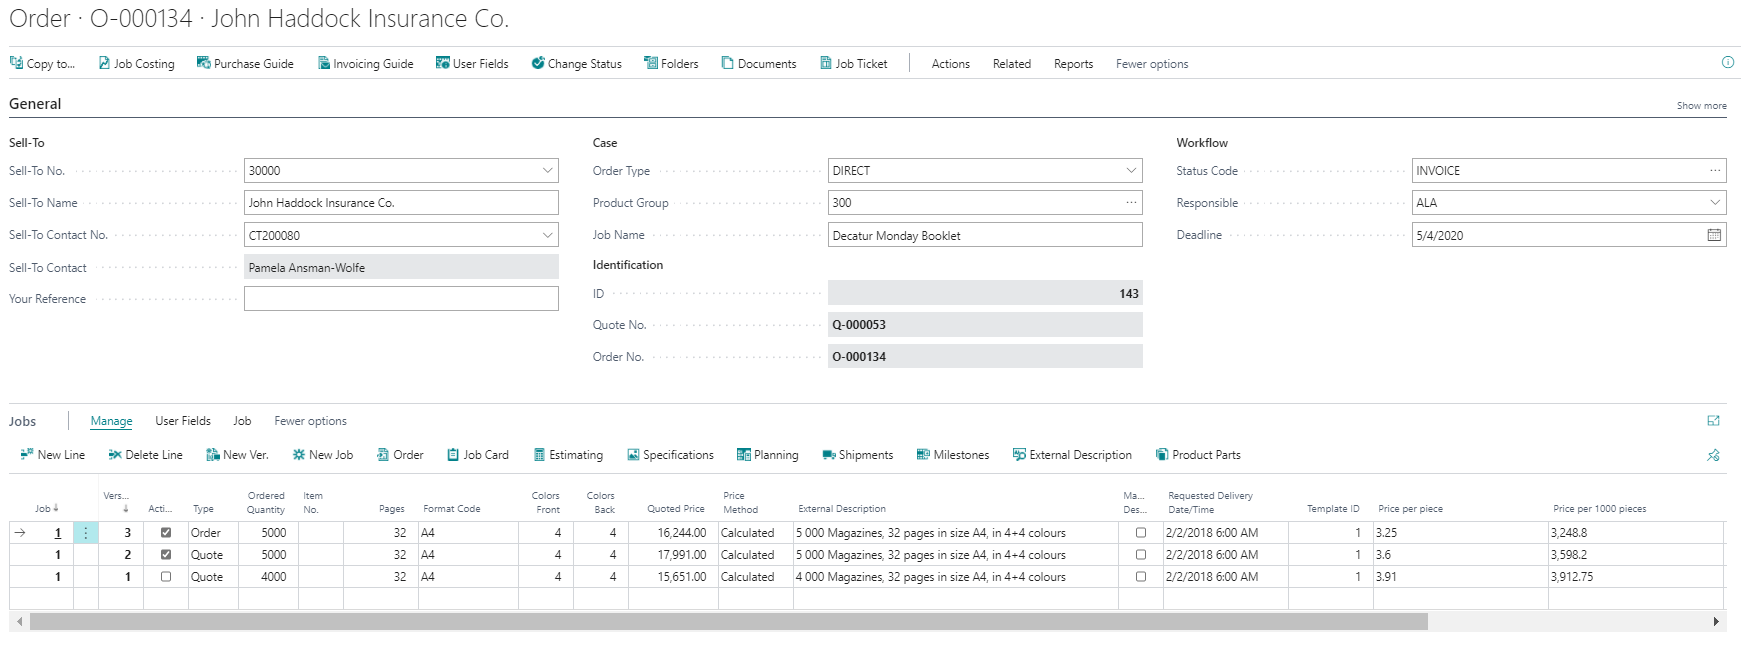 Order · O-000134 · John Haddock Insurance Co.
Copy to... Job Costing Purchase Guide Invoicing Guide User Fields Change Status Folders Documents Job Ticket Actions Related Reports Fewer options
General Show more
Sell-To Case Workflow
Sell-To No. 30000 Order Type DIRECT Status Code INVOICE
Sell-To Name John Haddock Insurance Co. Product Group 300 Responsible ALA
Sell-To Contact No. CT200080 Job Name Decatur Monday Booklet Deadline 5/4/2020
Sell-To Contact Pamela Ansman-Wolfe Identification
Your Reference ID 143
Quote No. Q-000053
Order No. O-000134
Jobs Manage User Fields Job Fewer options
New Line Delete Line New Ver. New Job Order Job Card Estimating Specifications Planning Shipments Milestones External Description Product Parts
Job Vers... Acti... Type Ordered Quantity Item No. Pages Format Code Colors Front Colors Back Quoted Price Price Method External Description Ma... Des... Requested Delivery Date/Time Template ID Price per piece Price per 1000 pieces
1 3 Order 5000 32 A4 4 4 16,244.00 Calculated 5 000 Magazines, 32 pages in size A4, in 4+4 colours 2/2/2018 6:00 AM 1 3.25 3,248.8
1 2 Quote 5000 32 A4 4 4 17,991.00 Calculated 5 000 Magazines, 32 pages in size A4, in 4+4 colours 2/2/2018 6:00 AM 1 3.6 3,598.2
1 1 Quote 4000 32 A4 4 4 15,651.00 Calculated 4 000 Magazines, 32 pages in size A4, in 4+4 colours 2/2/2018 6:00 AM 1 3.91 3,912.75